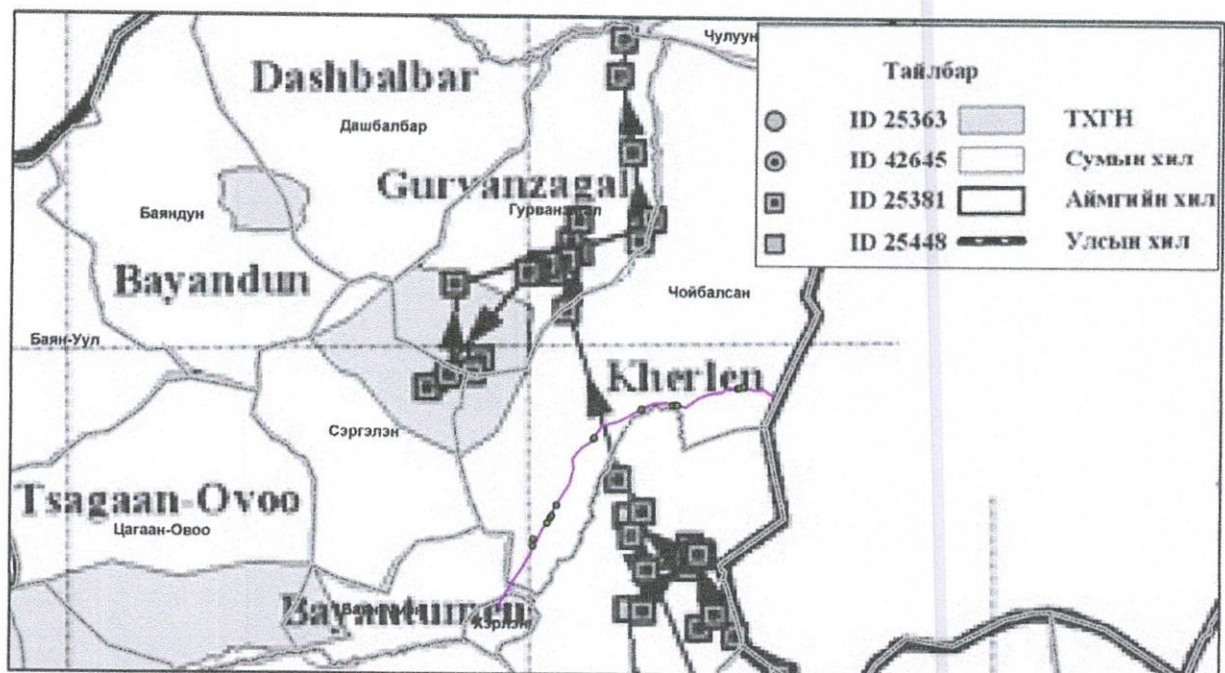 Чулуун
Dashbalbar
Дашбалбар
Gurvanzagal
Баяндун
Bayandun
Чойбалсан
Баян-Уул
Kherlen
Сэргэлэн
Tsagaan-Ovoo
Цагаан-Овоо
Bayantumen
Хэрлэн
Тайлбар
ID 25363 ТХГН
ID 42645 Сумын хил
ID 25381 Аймгийн хил
ID 25448 Улсын хил